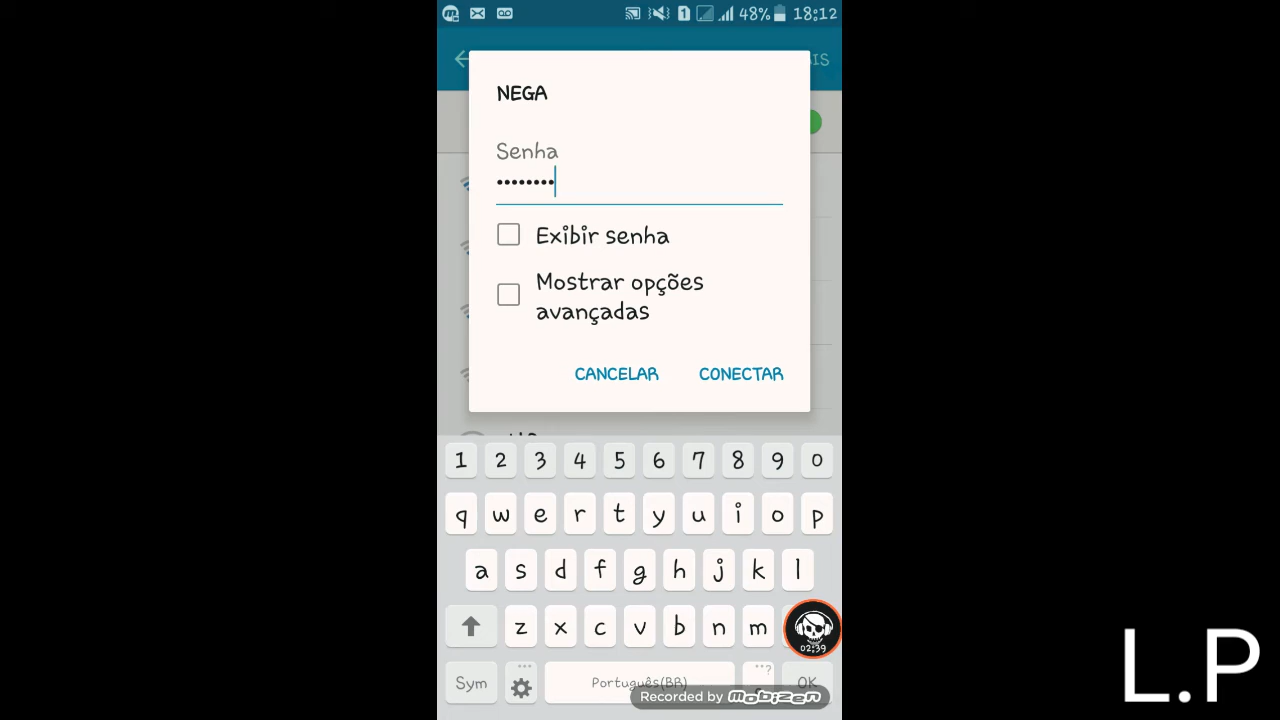 48% 18:12
IS
NEGA
Senha
••••••••
Exibir senha
Mostrar opções
avançadas
CANCELAR CONECTAR
1 2 3 4 5 6 7 8 9 0
q w e r t y u i o p
a s d f g h j k l
z x c v b n m
02:39
Sym Português(BR) OK
Recorded by mobizen
L.P